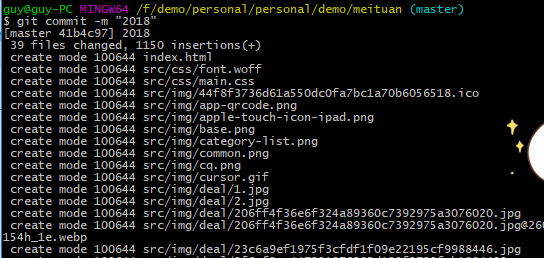 guy@guy-PC MINGW64 /f/demo/personal/personal/demo/meituan (master)
$ git commit -m "2018"
[master 41b4c97] 2018
 39 files changed, 1150 insertions(+)
 create mode 100644 index.html
 create mode 100644 src/css/font.woff
 create mode 100644 src/css/main.css
 create mode 100644 src/img/44f8f3736d61a550dc0fa7bc1a70b6056518.ico
 create mode 100644 src/img/app-qrcode.png
 create mode 100644 src/img/apple-touch-icon-ipad.png
 create mode 100644 src/img/base.png
 create mode 100644 src/img/category-list.png
 create mode 100644 src/img/common.png
 create mode 100644 src/img/cq.png
 create mode 100644 src/img/cursor.gif
 create mode 100644 src/img/deal/1.jpg
 create mode 100644 src/img/deal/2.jpg
 create mode 100644 src/img/deal/206ff4f36e6f324a89360c7392975a3076020.jpg
 create mode 100644 src/img/deal/206ff4f36e6f324a89360c7392975a3076020.jpg@26
154h_1e.webp
 create mode 100644 src/img/deal/23c6a9ef1975f3cfdf1f09e22195cf9988446.jpg